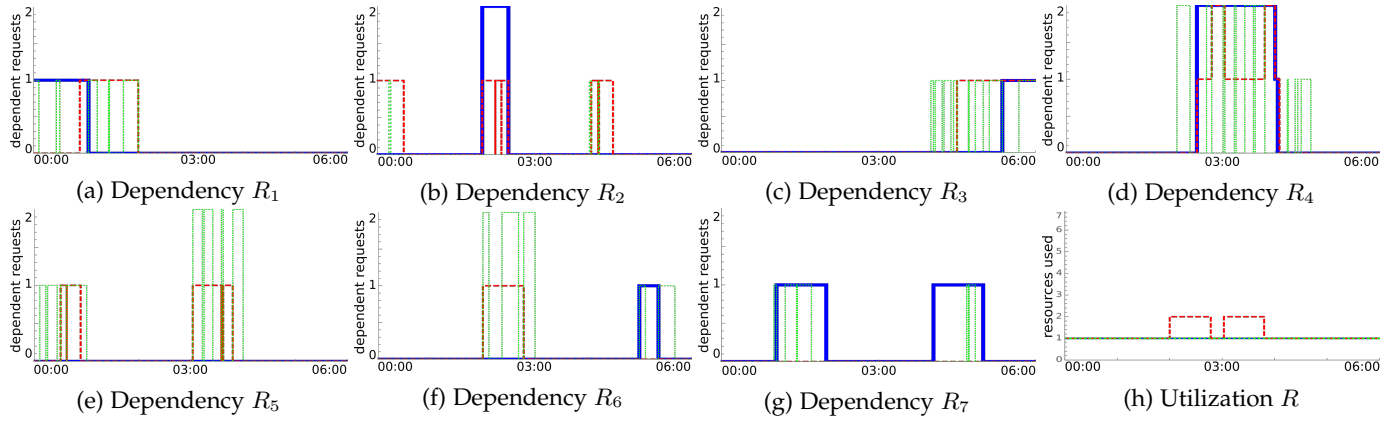 dependent requests
2
1
0
00:00 03:00 06:00
(a) Dependency R1
dependent requests
2
1
0
00:00 03:00 06:00
(b) Dependency R2
dependent requests
2
1
0
00:00 03:00 06:00
(c) Dependency R3
dependent requests
2
1
0
00:00 03:00 06:00
(d) Dependency R4
dependent requests
2
1
0
00:00 03:00 06:00
(e) Dependency R5
dependent requests
2
1
0
00:00 03:00 06:00
(f) Dependency R6
dependent requests
2
1
0
00:00 03:00 06:00
(g) Dependency R7
resources used
7
6
5
4
3
2
1
0
00:00 03:00 06:00
(h) Utilization R